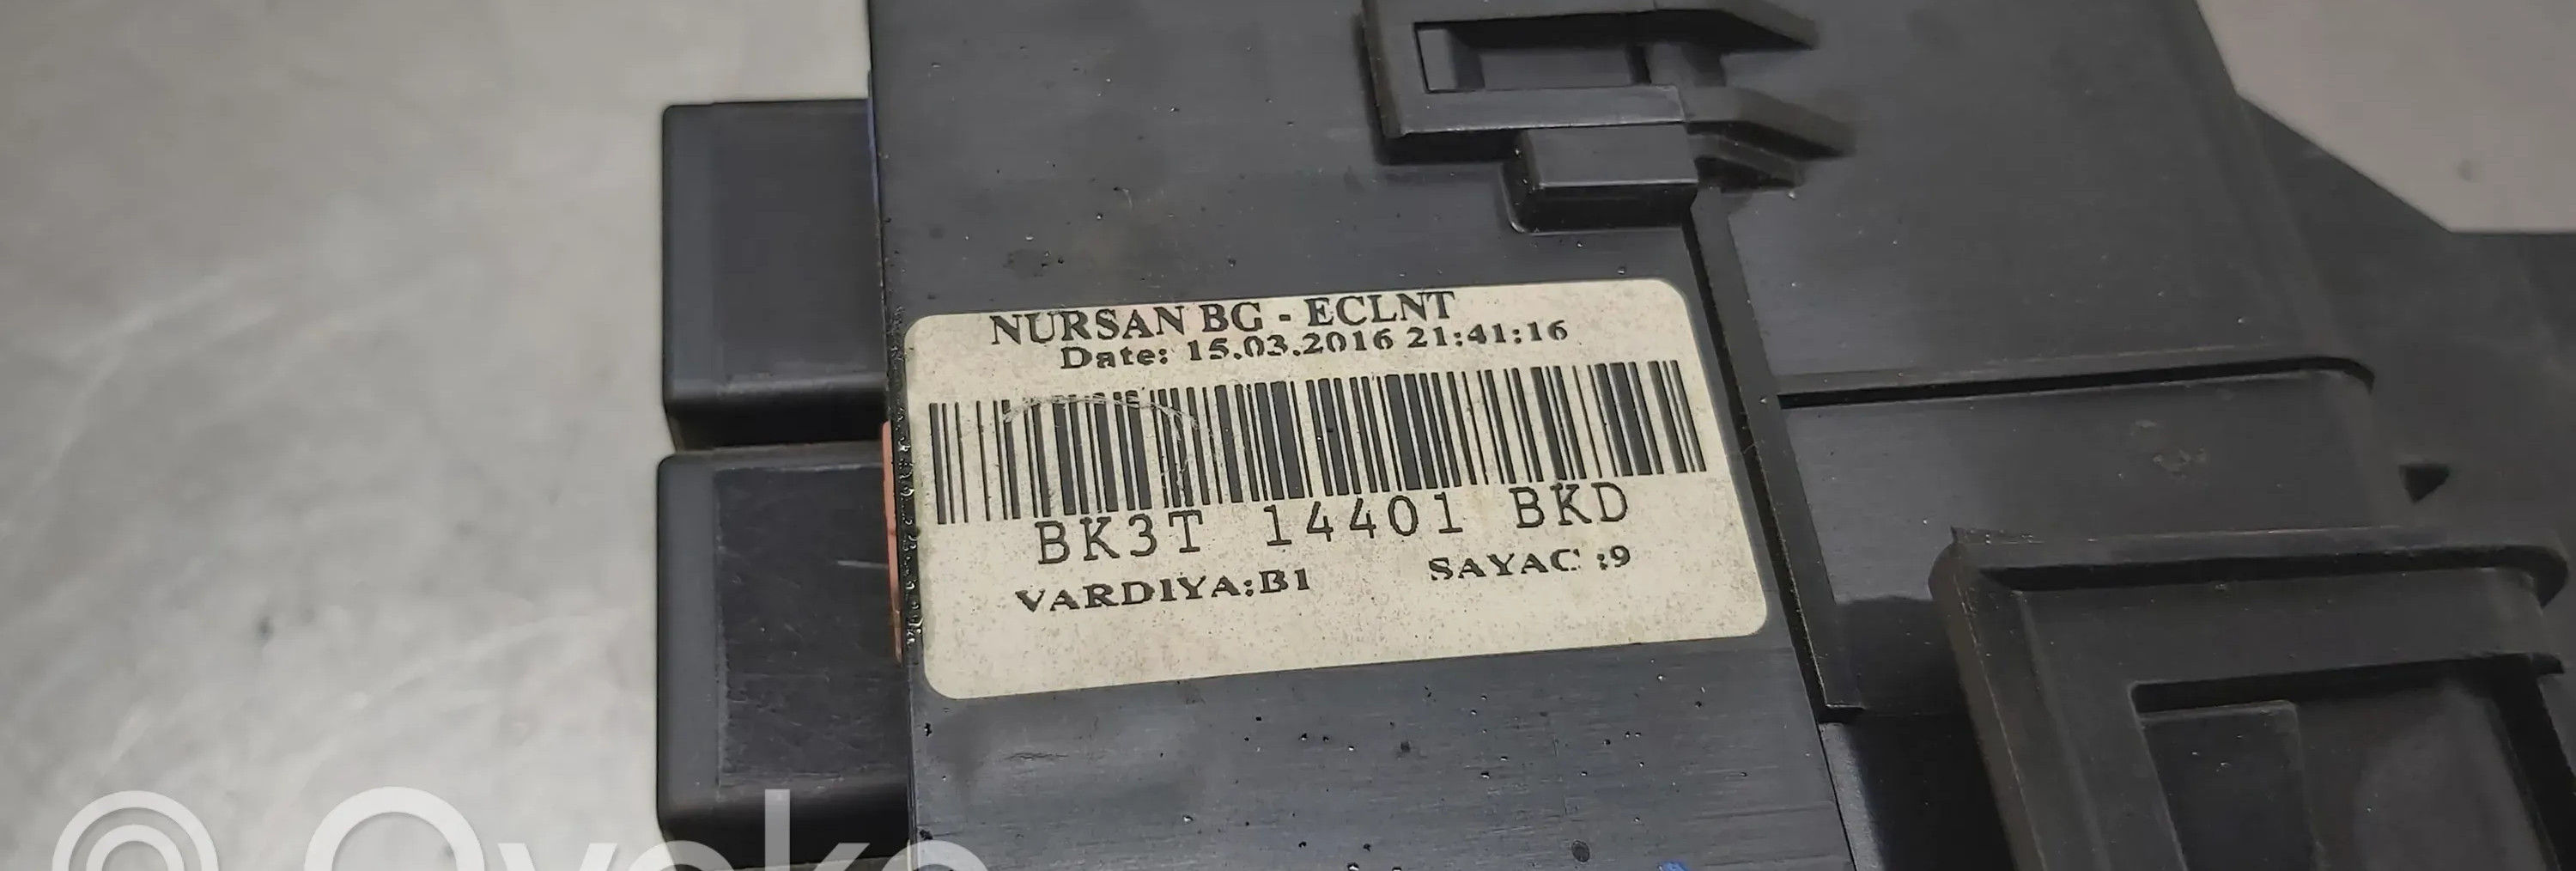 NURSAN BG - ECLNT
Date: 15.03.2016 21:41:16
BK3T 14401 BKD
VARDIYA:B1 SAYAC :9